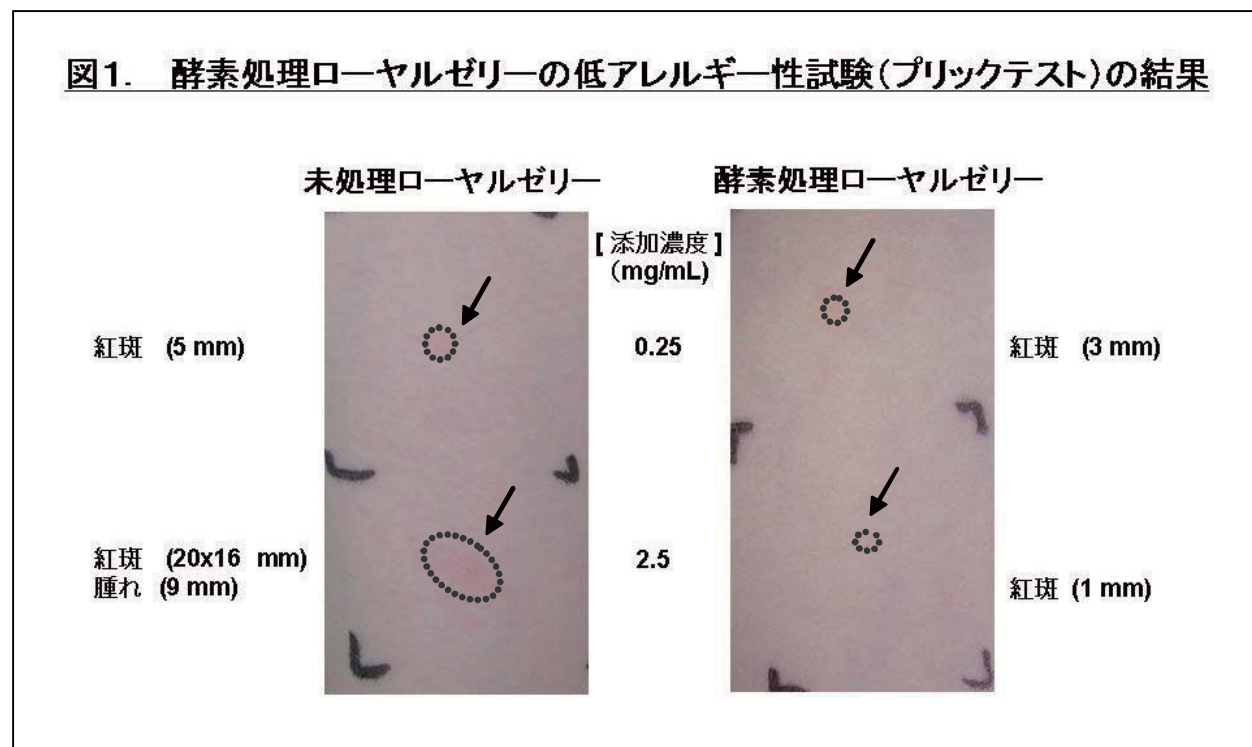 図1. 酵素処理ローヤルゼリーの低アレルギー性試験(プリックテスト)の結果
未処理ローヤルゼリー
酵素処理ローヤルゼリー
[ 添加濃度 ]
(mg/mL)
紅斑 (5 mm)
0.25
紅斑 (3 mm)
紅斑 (20x16 mm)
腫れ (9 mm)
2.5
紅斑 (1 mm)